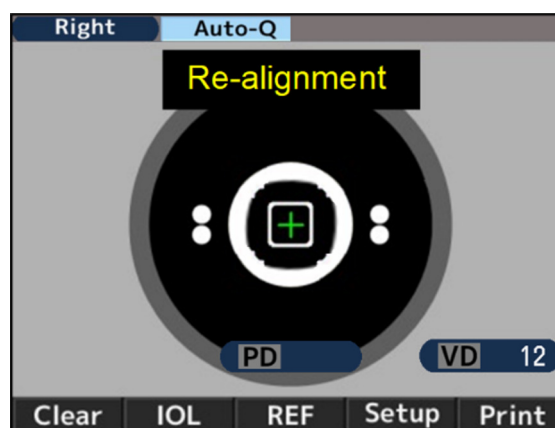 Right Auto-Q
Re-alignment
PD
VD 12
Clear IOL REF Setup Print